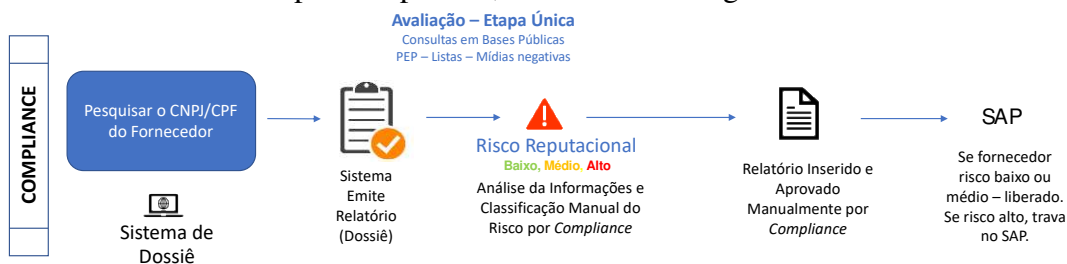 Avaliação – Etapa Única
Consultas em Bases Públicas
PEP – Listas – Mídias negativas
COMPLIANCE
Pesquisar o CNPJ/CPF
do Fornecedor
Sistema de
Dossiê
Sistema
Emite
Relatório
(Dossiê)
Risco Reputacional
Baixo, Médio, Alto
Análise da Informações e
Classificação Manual do
Risco por Compliance
Relatório Inserido e
Aprovado
Manualmente por
Compliance
SAP
Se fornecedor
risco baixo ou
médio – liberado.
Se risco alto, trava
no SAP.